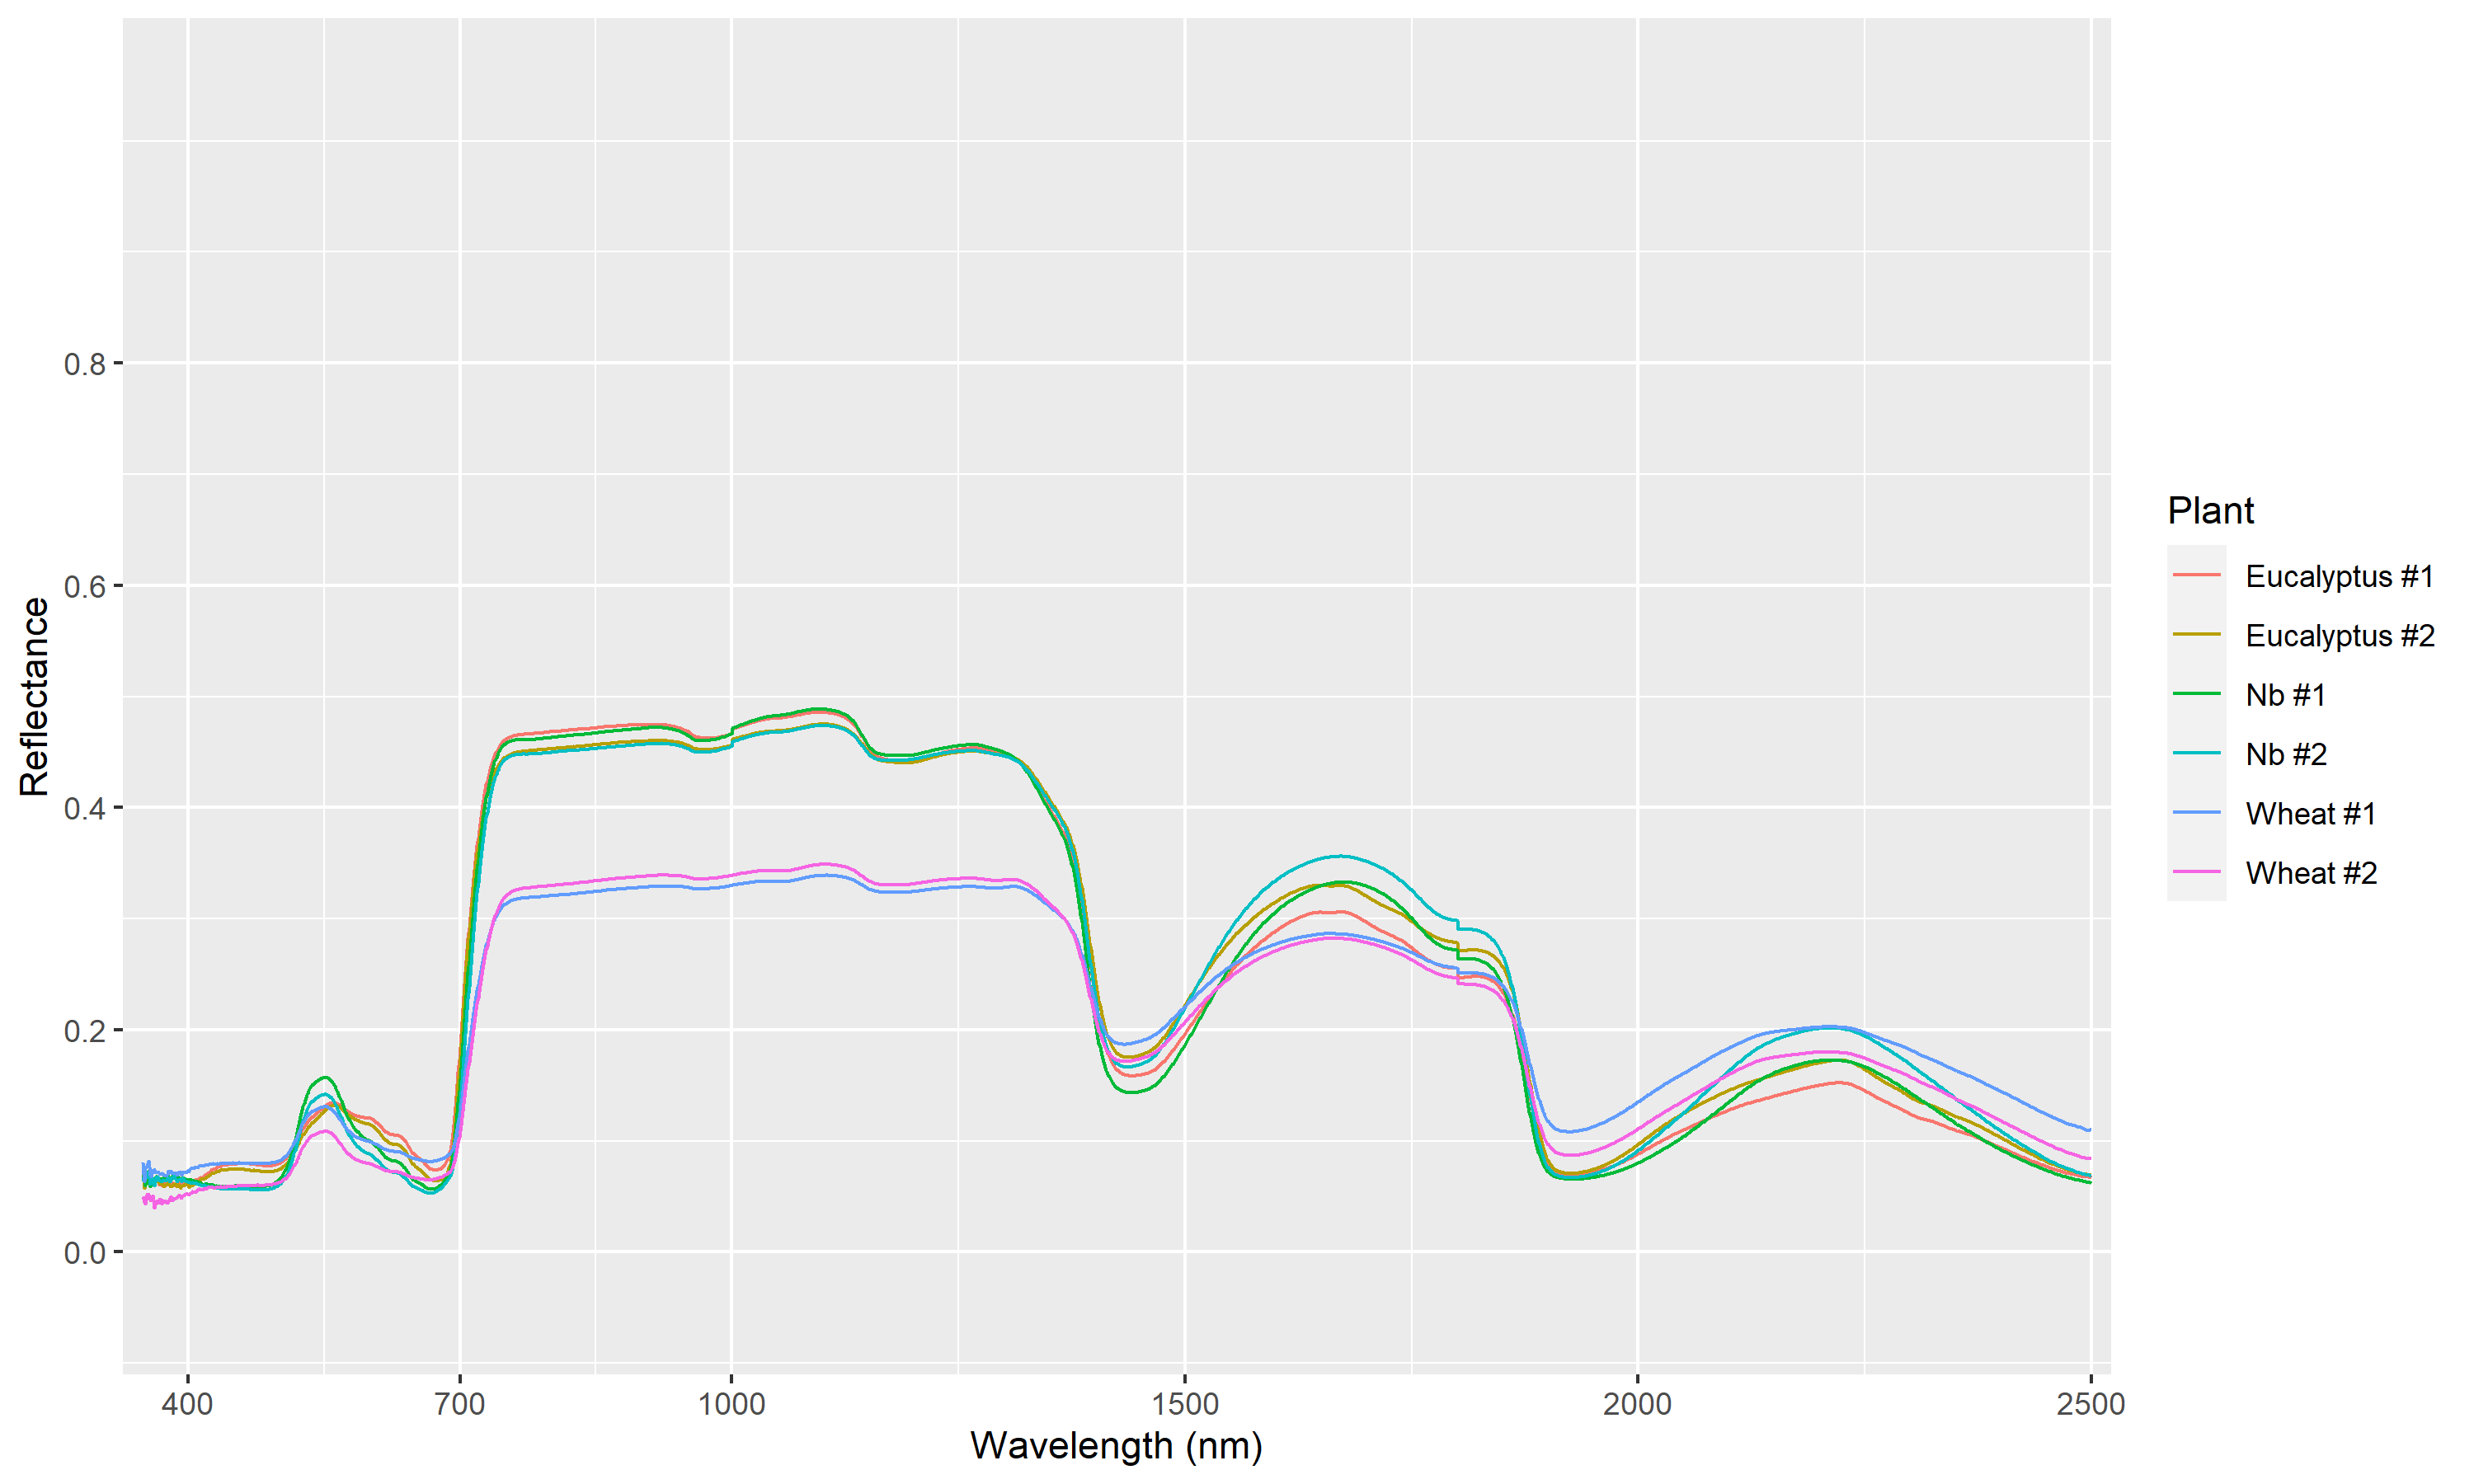 Reflectance
0.8
0.6
0.4
0.2
0.0
400 700 1000 1500 2000 2500
Wavelength (nm)
Plant
Eucalyptus #1
Eucalyptus #2
Nb #1
Nb #2
Wheat #1
Wheat #2